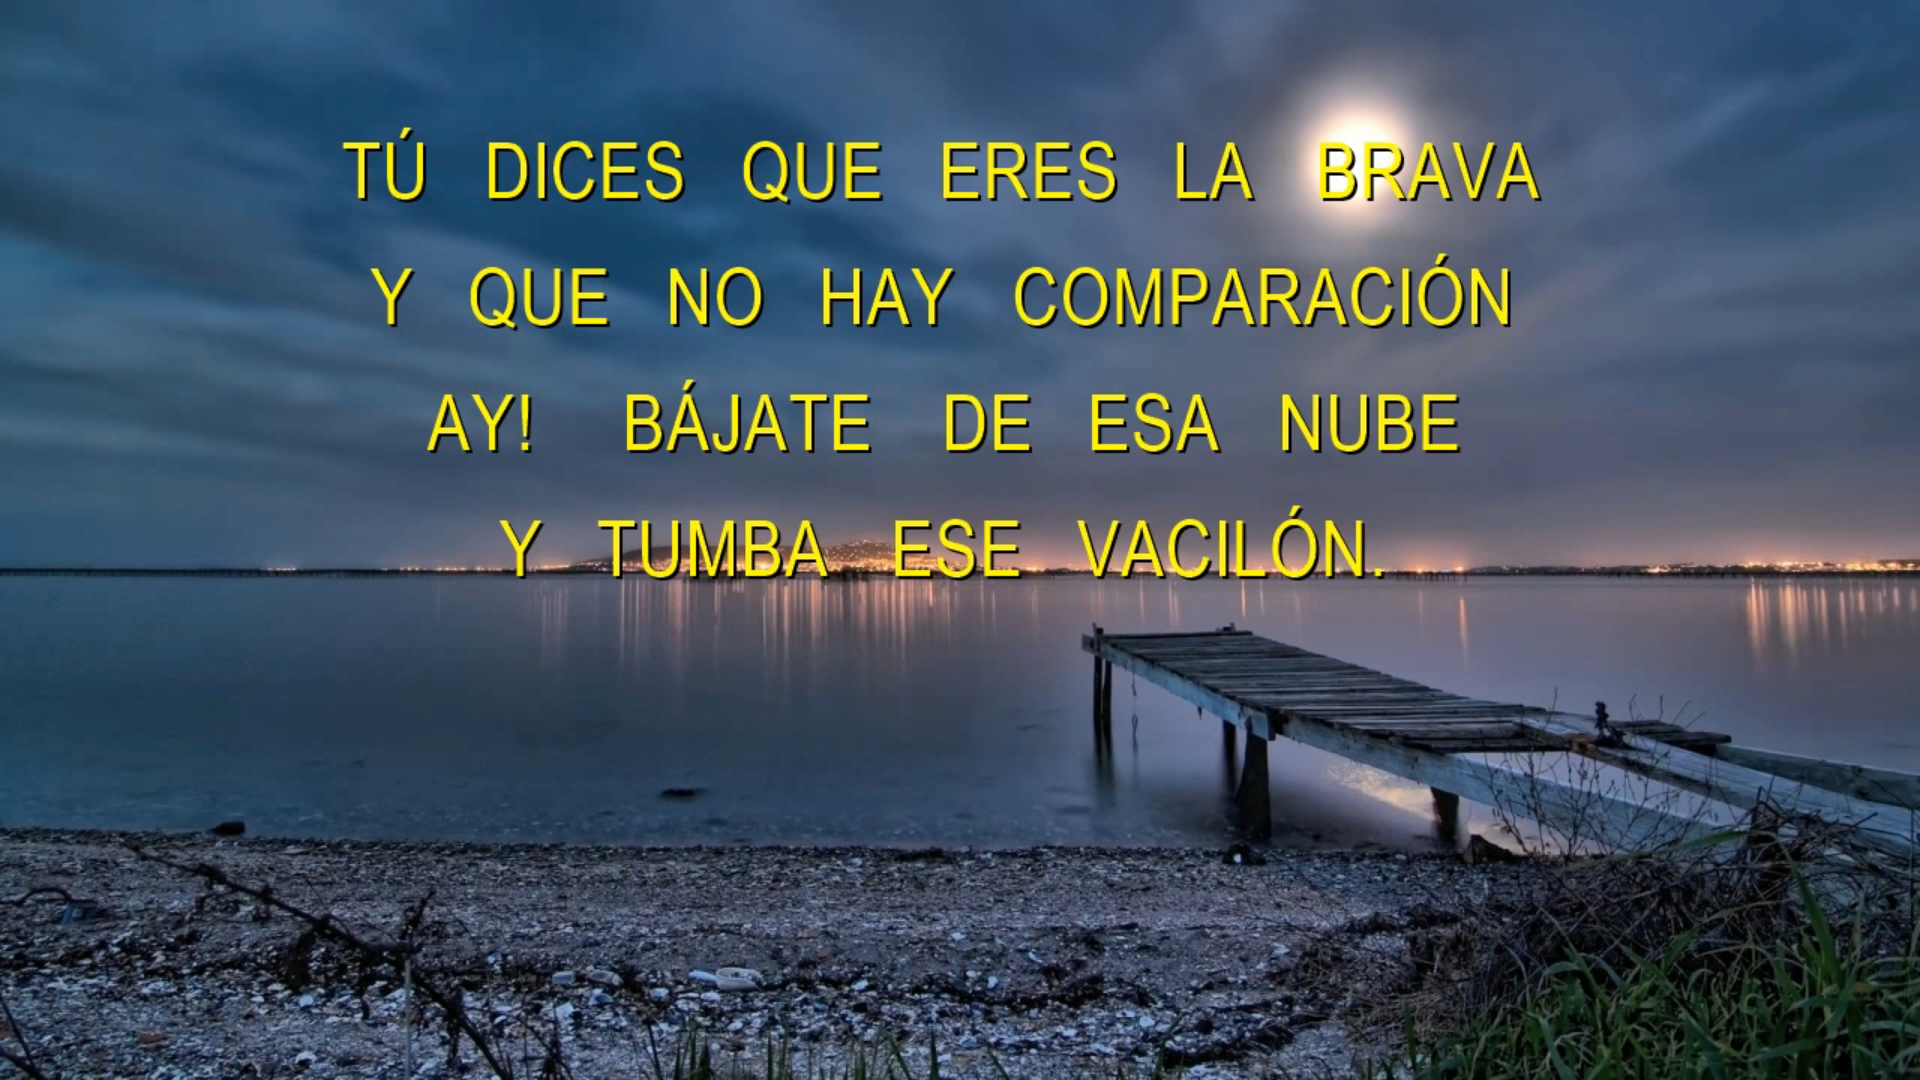 TÚ DICES QUE ERES LA BRAVA
Y QUE NO HAY COMPARACIÓN
AY! BÁJATE DE ESA NUBE
Y TUMBA ESE VACILÓN.